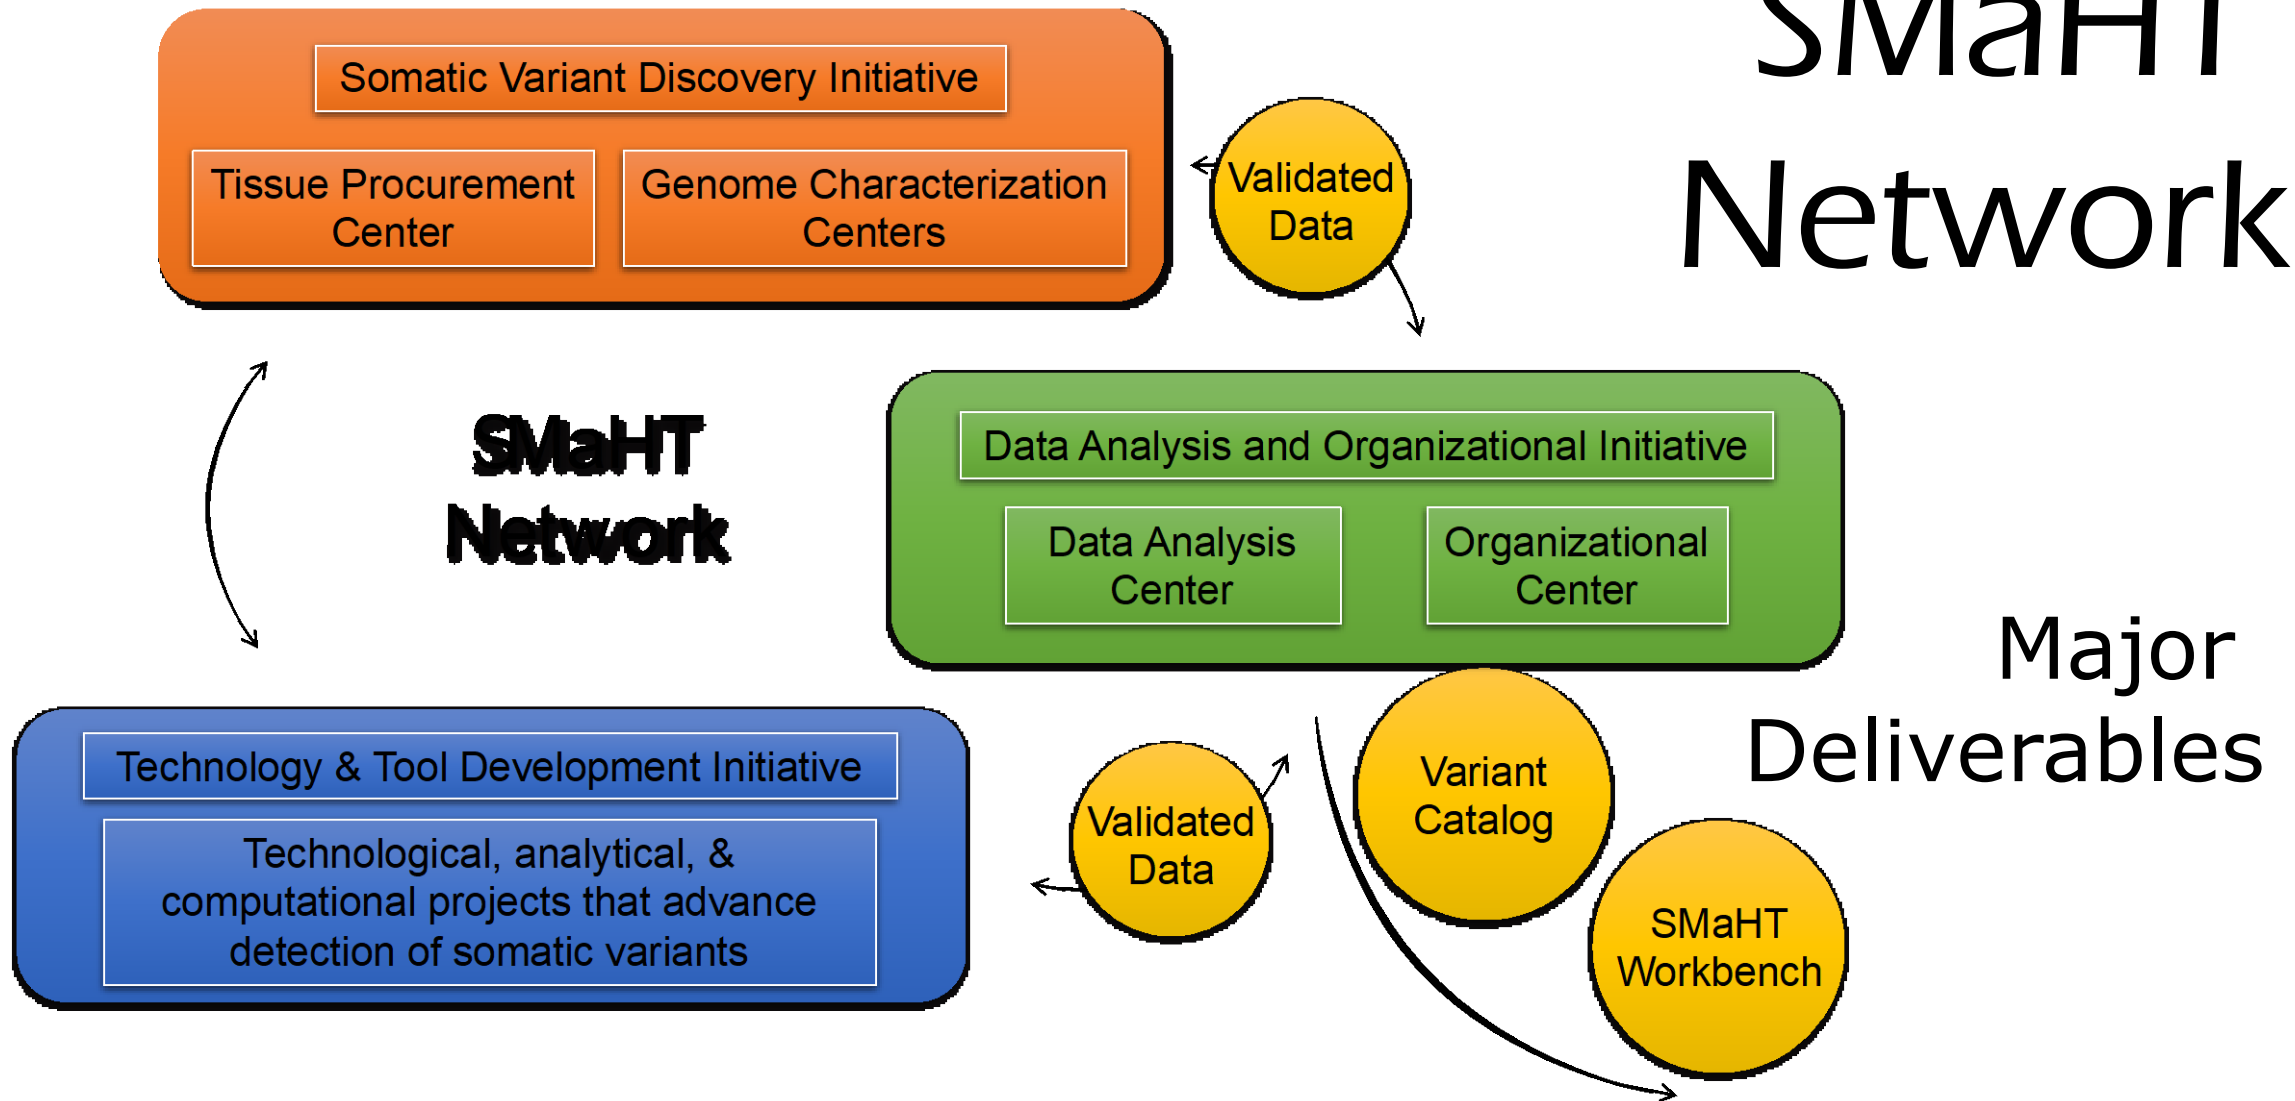 SMaHT
Network
Somatic Variant Discovery Initiative
Tissue Procurement
Center
Genome Characterization
Centers
Validated
Data
SMaHT
Network
Data Analysis and Organizational Initiative
Data Analysis
Center
Organizational
Center
Major
Deliverables
Technology & Tool Development Initiative
Technological, analytical, &
computational projects that advance
detection of somatic variants
Validated
Data
Variant
Catalog
SMaHT
Workbench